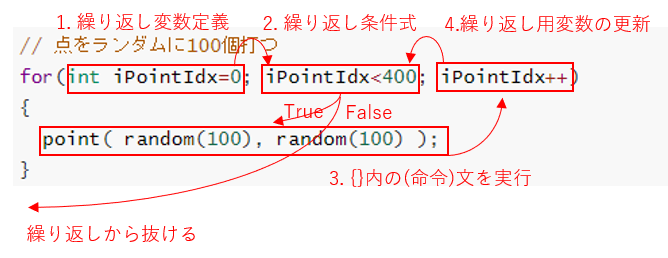 1. 繰り返し変数定義 2. 繰り返し条件式 4.繰り返し用変数の更新
// 点をランダムに100個打つ
for(int iPointIdx=0; iPointIdx<400; iPointIdx++)
{
True False
point( random(100), random(100) );
}
3. {}内の(命令)文を実行
繰り返しから抜ける